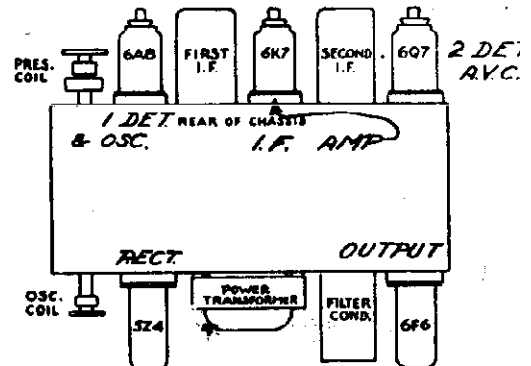 6A8 FIRST I.F. 6K7 SECOND I.F. 6Q7 2 DET.
PRES. COIL
A.V.C.
1 DET. REAR OF CHASSIS
& OSC. I.F. AMP
RECT. OUTPUT
OSC. COIL
POWER TRANSFORMER
FILTER COND.
5Z4
6F6